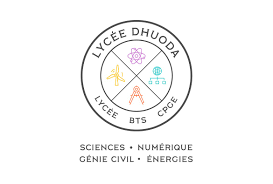 LYCÉE DHUODA
LYCÉE BTS CPGE
SCIENCES • NUMÉRIQUE
GÉNIE CIVIL • ÉNERGIES